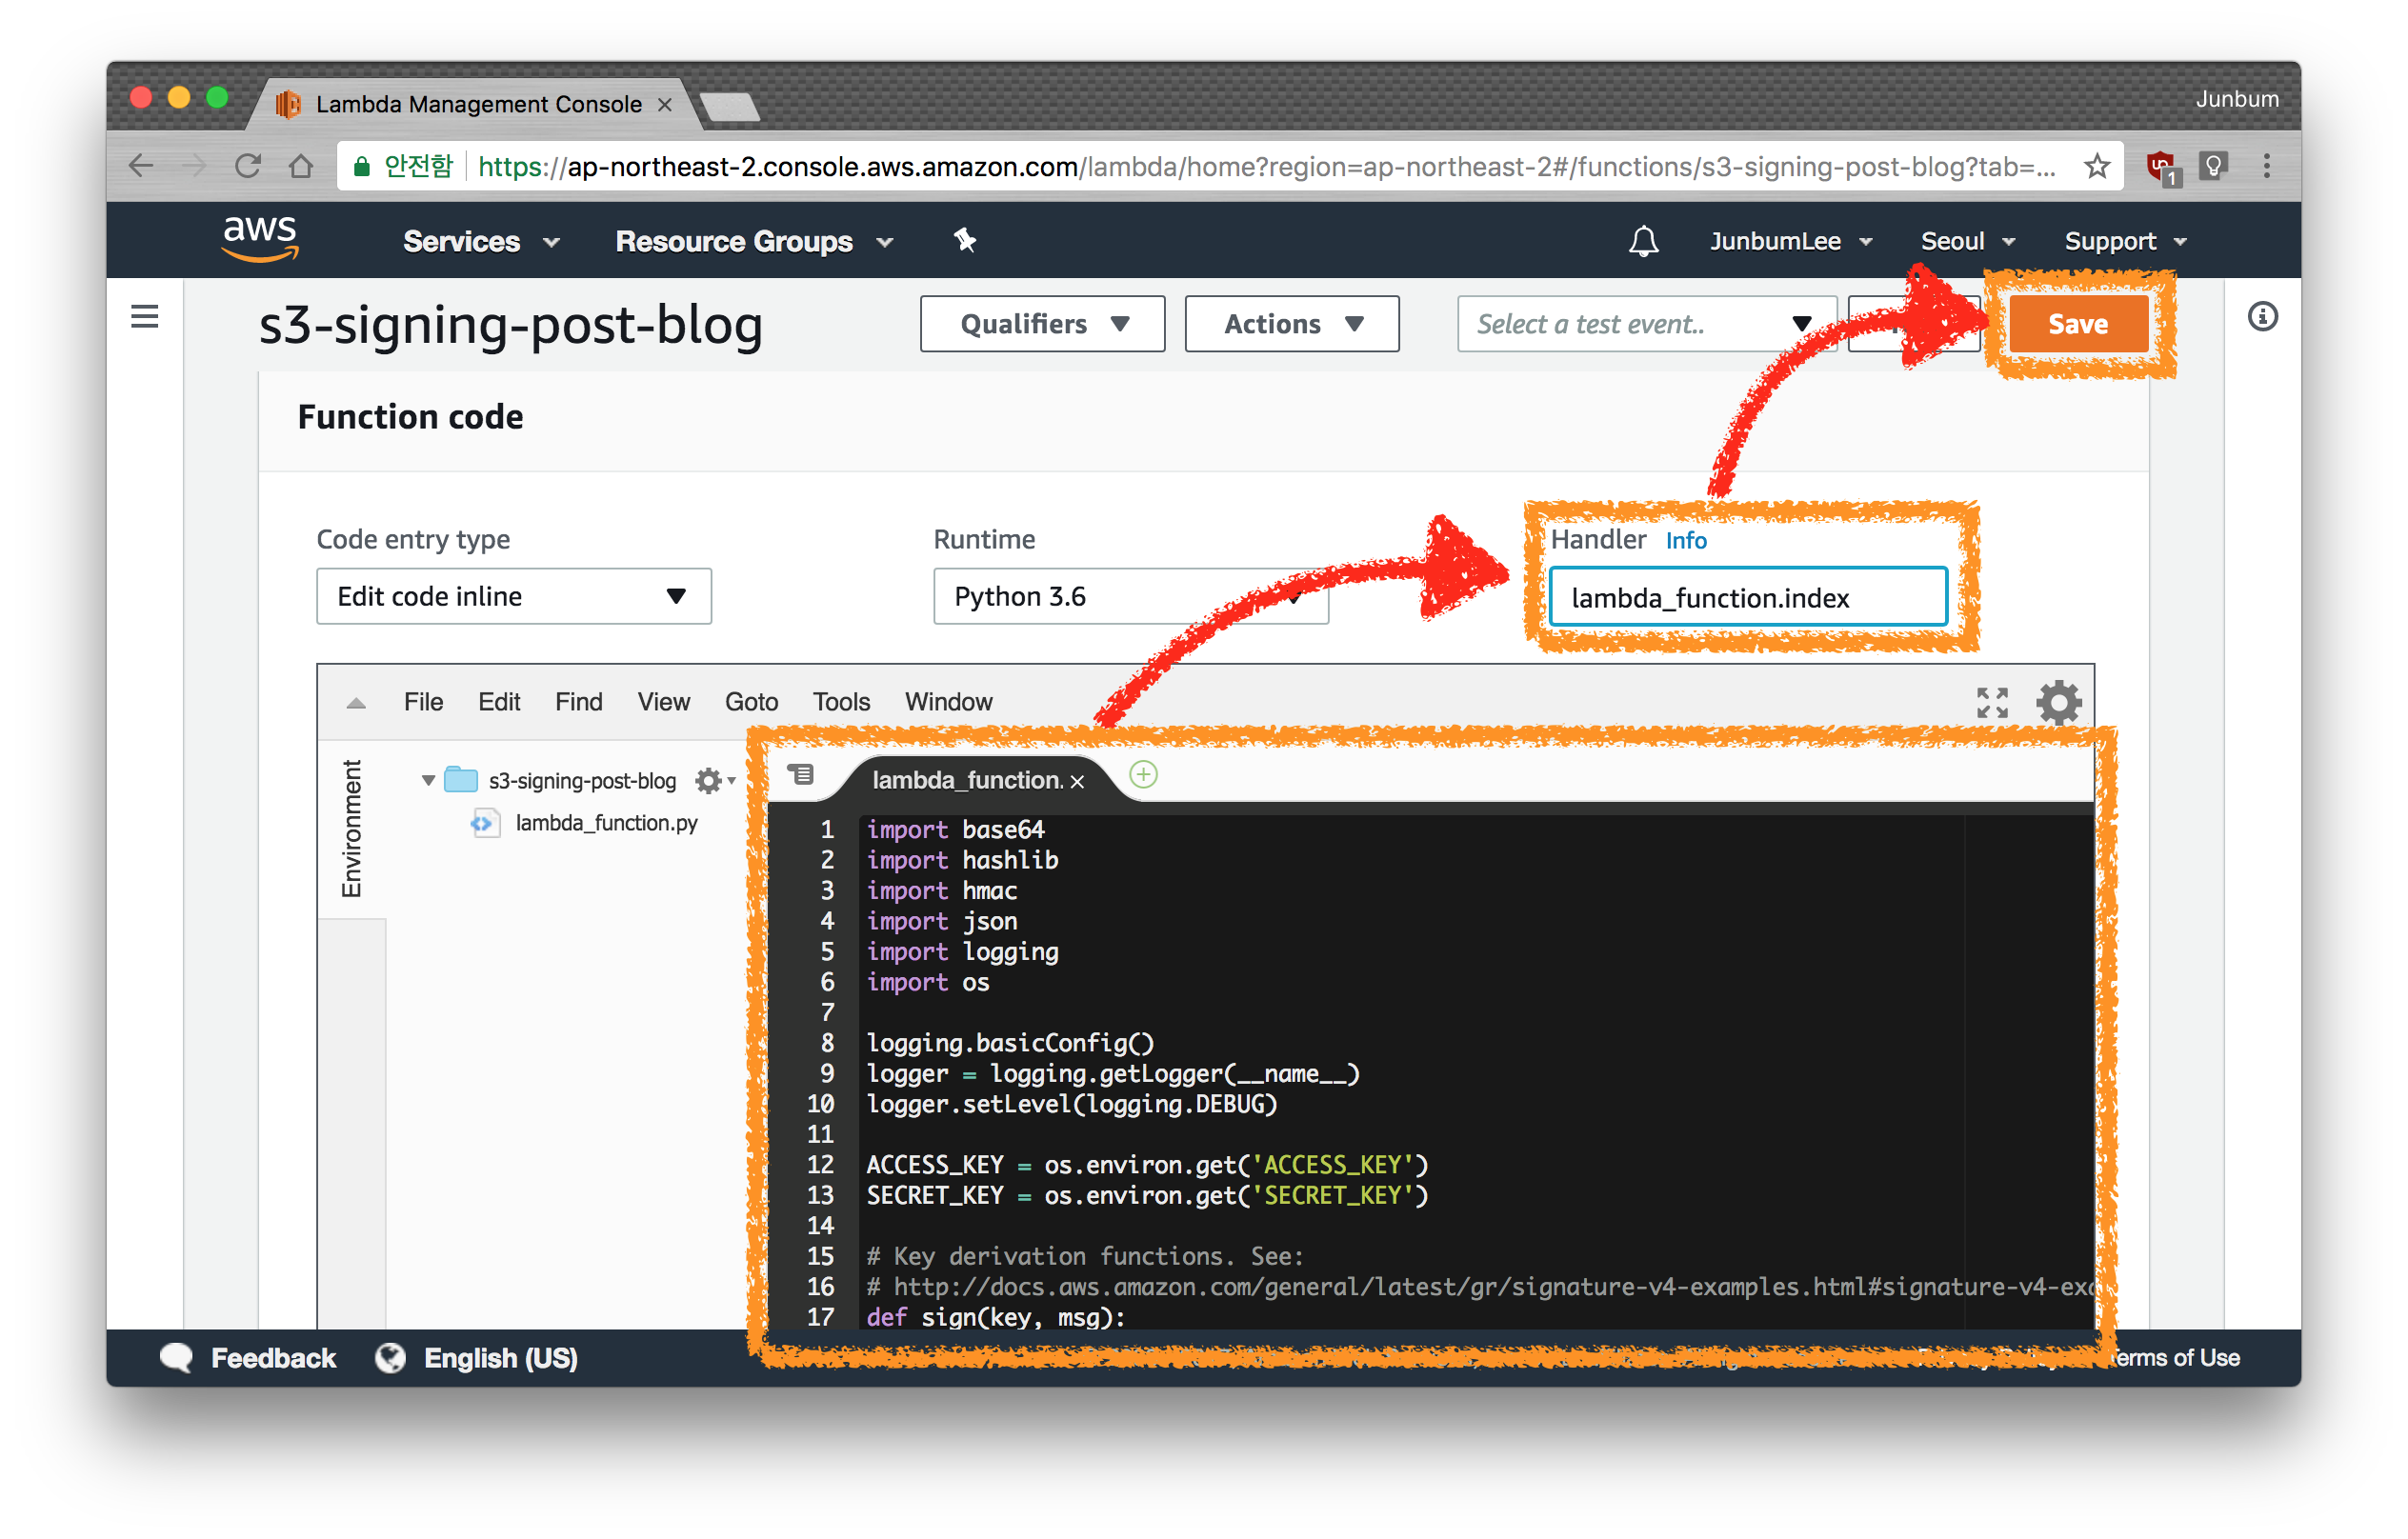 Lambda Management Console
Junbum
안전함 https://ap-northeast-2.console.aws.amazon.com/lambda/home?region=ap-northeast-2#/functions/s3-signing-post-blog?tab=...
1
aws Services Resource Groups JunbumLee Seoul Support
s3-signing-post-blog Qualifiers Actions Select a test event.. Save
Function code
Code entry type Runtime Handler Info
Edit code inline Python 3.6 lambda_function.index
File Edit Find View Goto Tools Window
Environment
s3-signing-post-blog
lambda_function.py
lambda_function.
1 import base64
2 import hashlib
3 import hmac
4 import json
5 import logging
6 import os
7
8 logging.basicConfig()
9 logger = logging.getLogger(__name__)
10 logger.setLevel(logging.DEBUG)
11
12 ACCESS_KEY = os.environ.get('ACCESS_KEY')
13 SECRET_KEY = os.environ.get('SECRET_KEY')
14
15 # Key derivation functions. See:
16 # http://docs.aws.amazon.com/general/latest/gr/signature-v4-examples.html#signature-v4-exa
17 def sign(key, msg):
Feedback English (US) Terms of Use